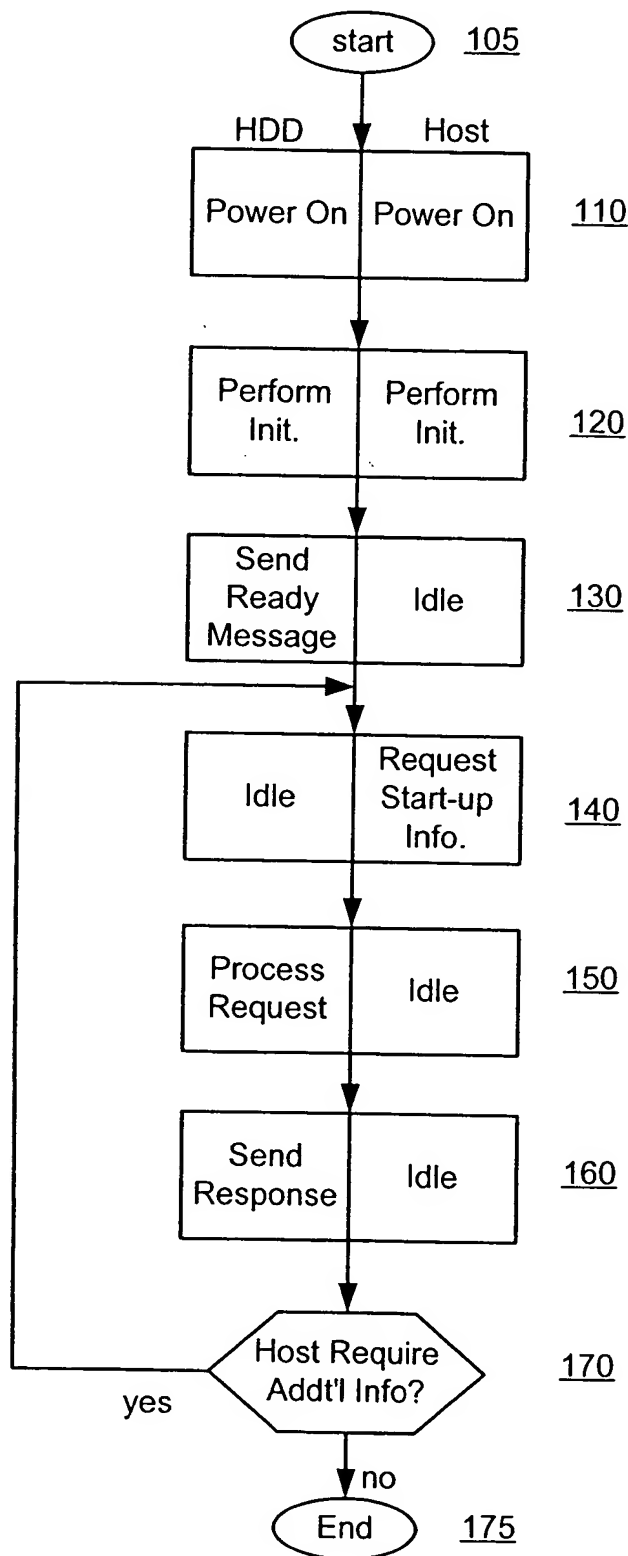 start 105
HDD Host
Power On Power On 110
Perform Perform
Init. Init. 120
Send
Ready
Message
Idle 130
Idle
Request
Start-up
Info.
140
Process
Request
Idle 150
Send
Response
Idle 160
Host Require
Addt'l Info?
170
yes
no
End 175